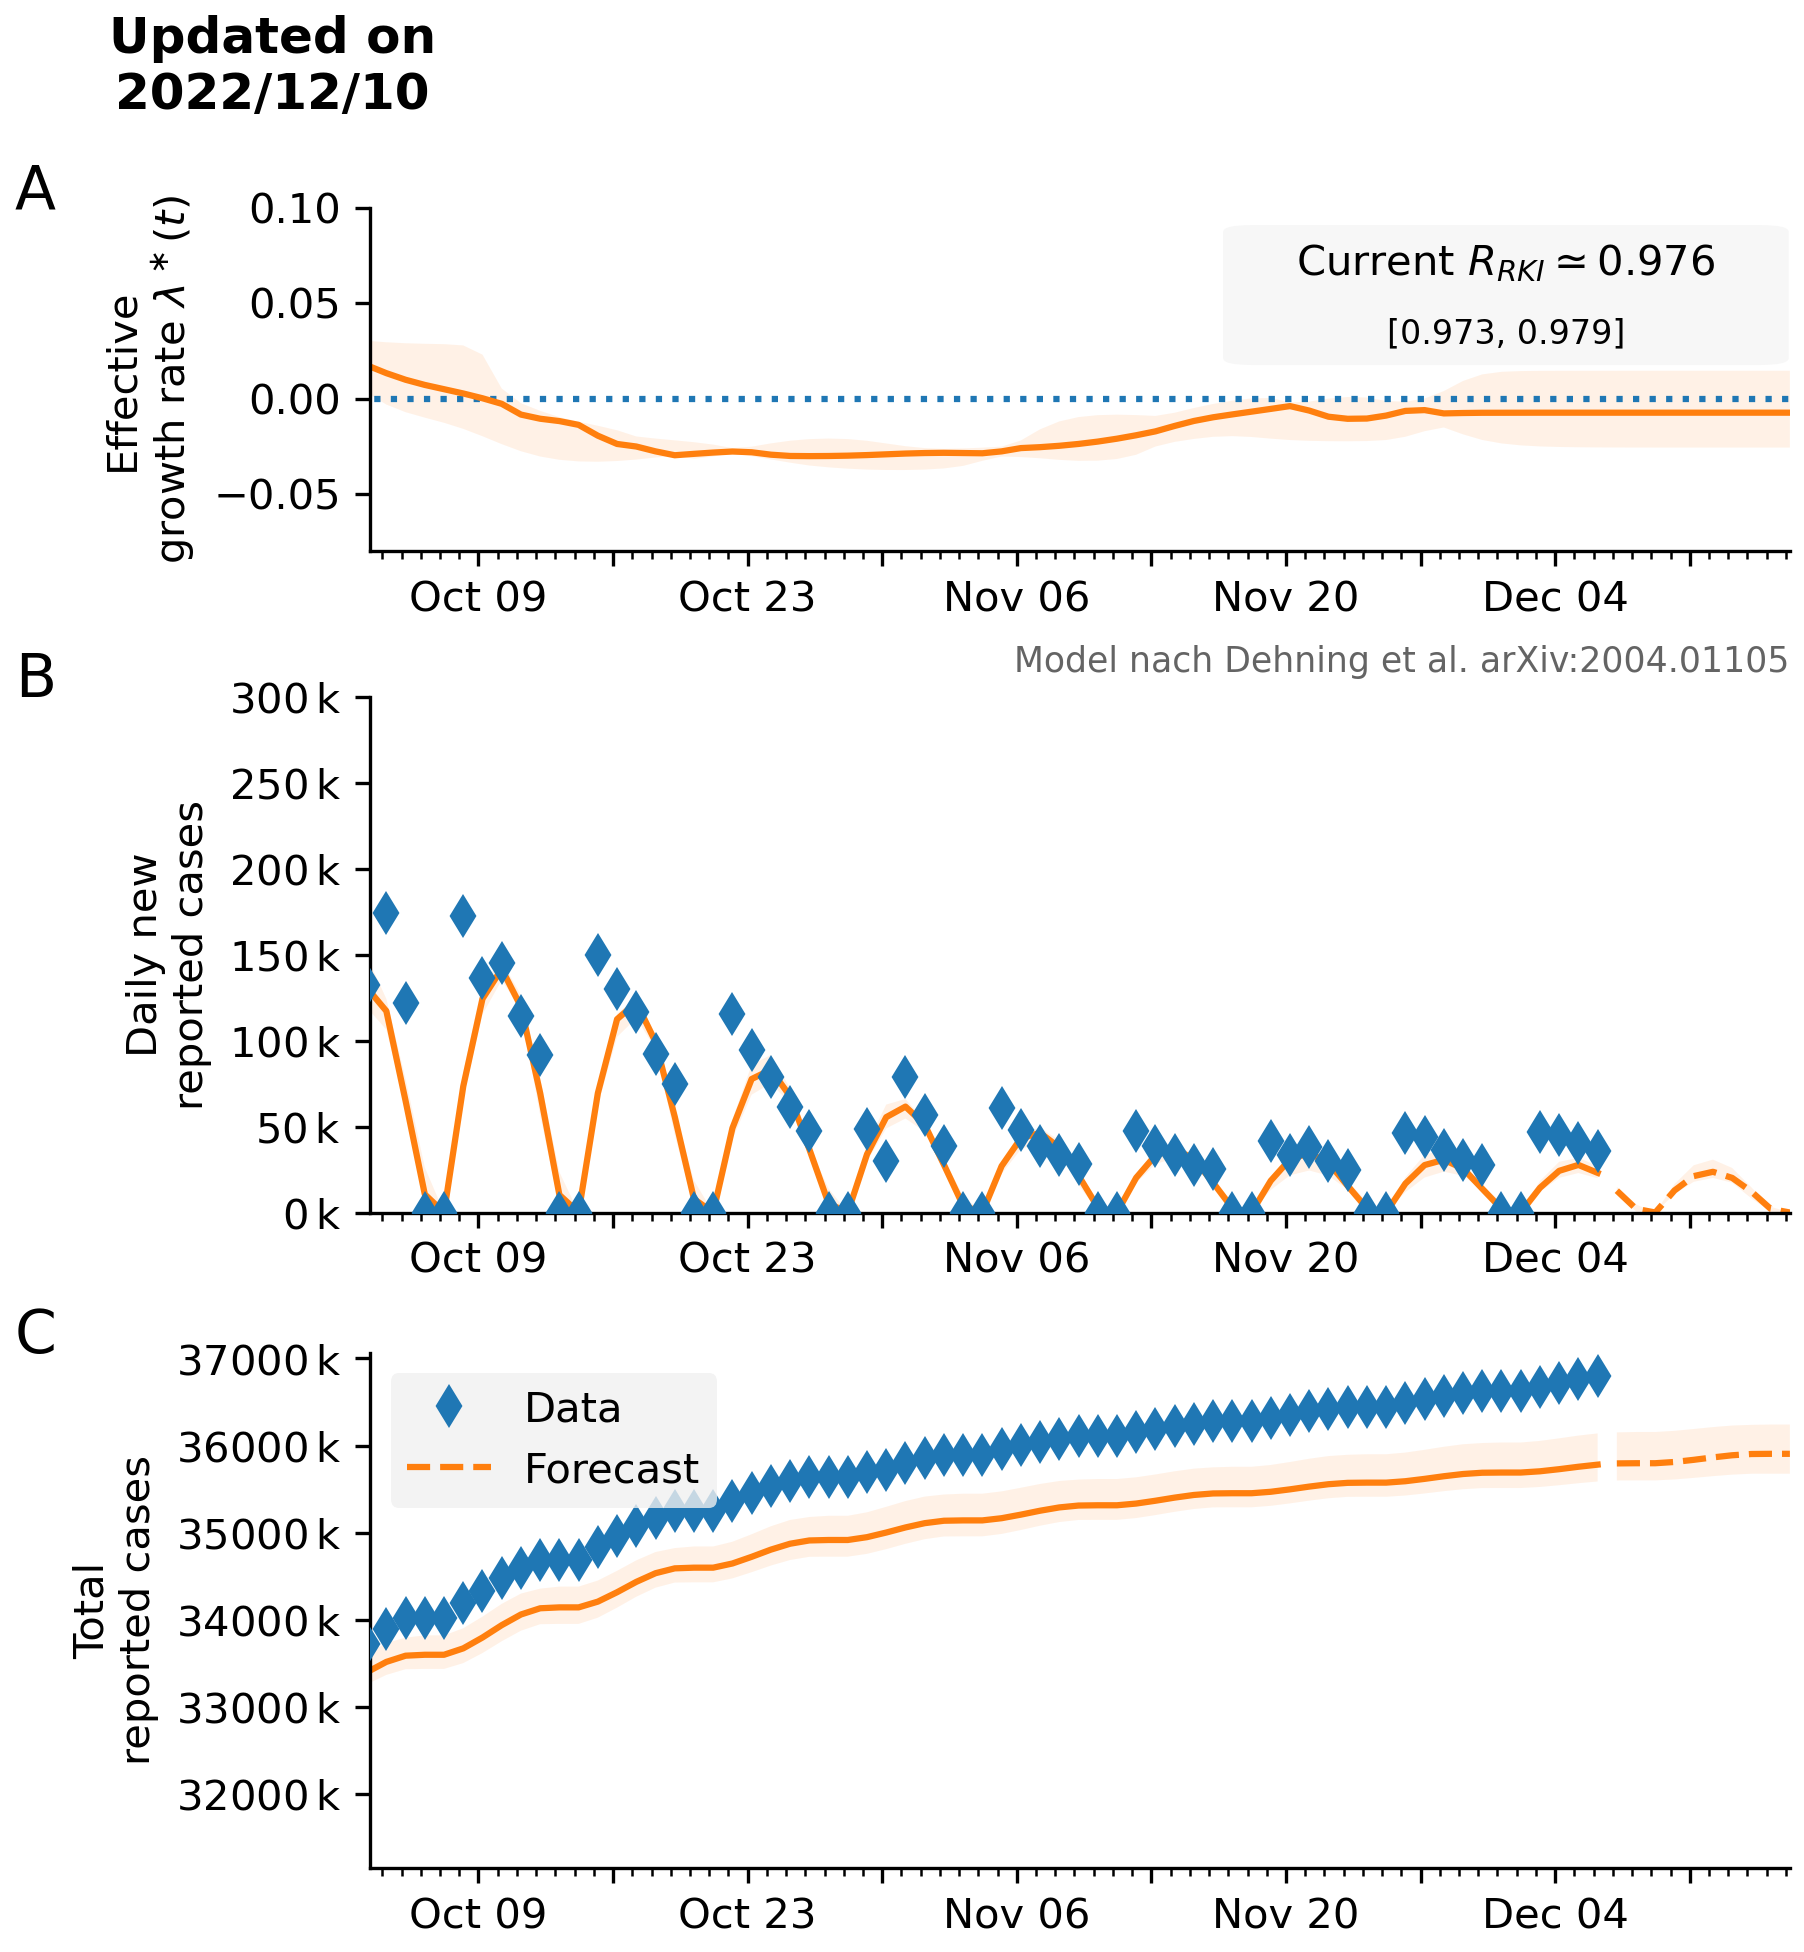 Updated on
2022/12/10
A
Effective
growth rate λ * (t)
0.10
0.05
0.00
−0.05
Current R_RKI ≃ 0.976
[0.973, 0.979]
Oct 09
Oct 23
Nov 06
Nov 20
Dec 04
Model nach Dehning et al. arXiv:2004.01105
B
Daily new
reported cases
300 k
250 k
200 k
150 k
100 k
50 k
0 k
Oct 09
Oct 23
Nov 06
Nov 20
Dec 04
C
Total
reported cases
37000 k
36000 k
35000 k
34000 k
33000 k
32000 k
Data
Forecast
Oct 09
Oct 23
Nov 06
Nov 20
Dec 04